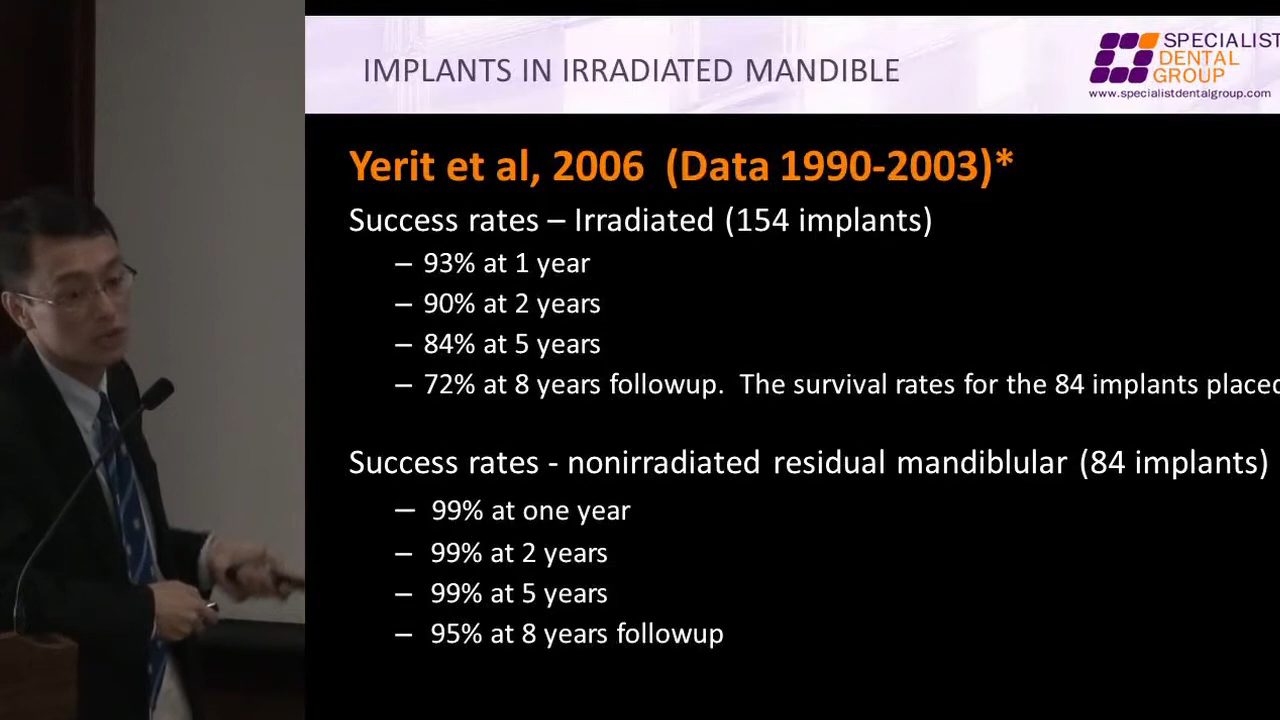 IMPLANTS IN IRRADIATED MANDIBLE
SPECIALIST
DENTAL
GROUP
www.specialistdentalgroup.com
Yerit et al, 2006 (Data 1990-2003)*
Success rates – Irradiated (154 implants)
– 93% at 1 year
– 90% at 2 years
– 84% at 5 years
– 72% at 8 years followup. The survival rates for the 84 implants placed
Success rates - nonirradiated residual mandiblular (84 implants)
– 99% at one year
– 99% at 2 years
– 99% at 5 years
– 95% at 8 years followup